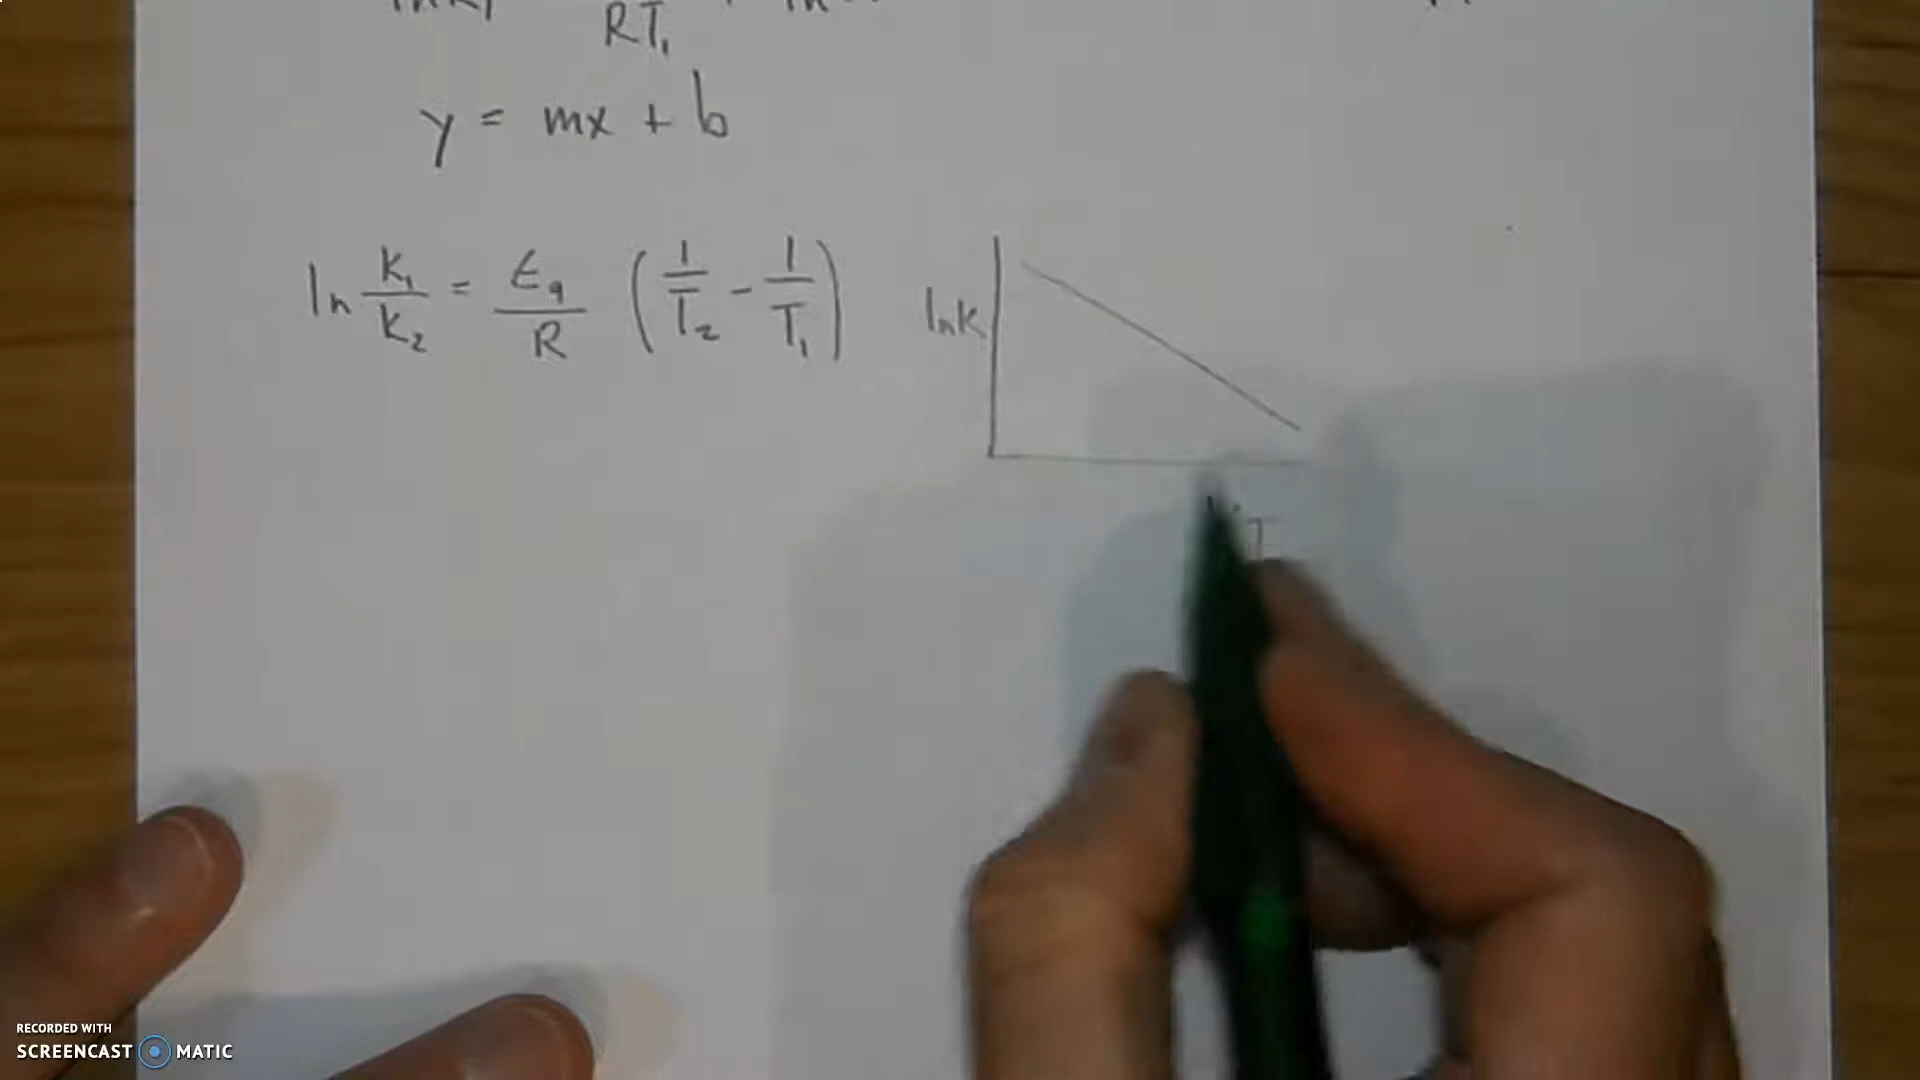 RT₁
y = mx + b
ln k₁/k₂ = Ea/R (1/T₂ - 1/T₁)
lnk
T
RECORDED WITH
SCREENCAST MATIC